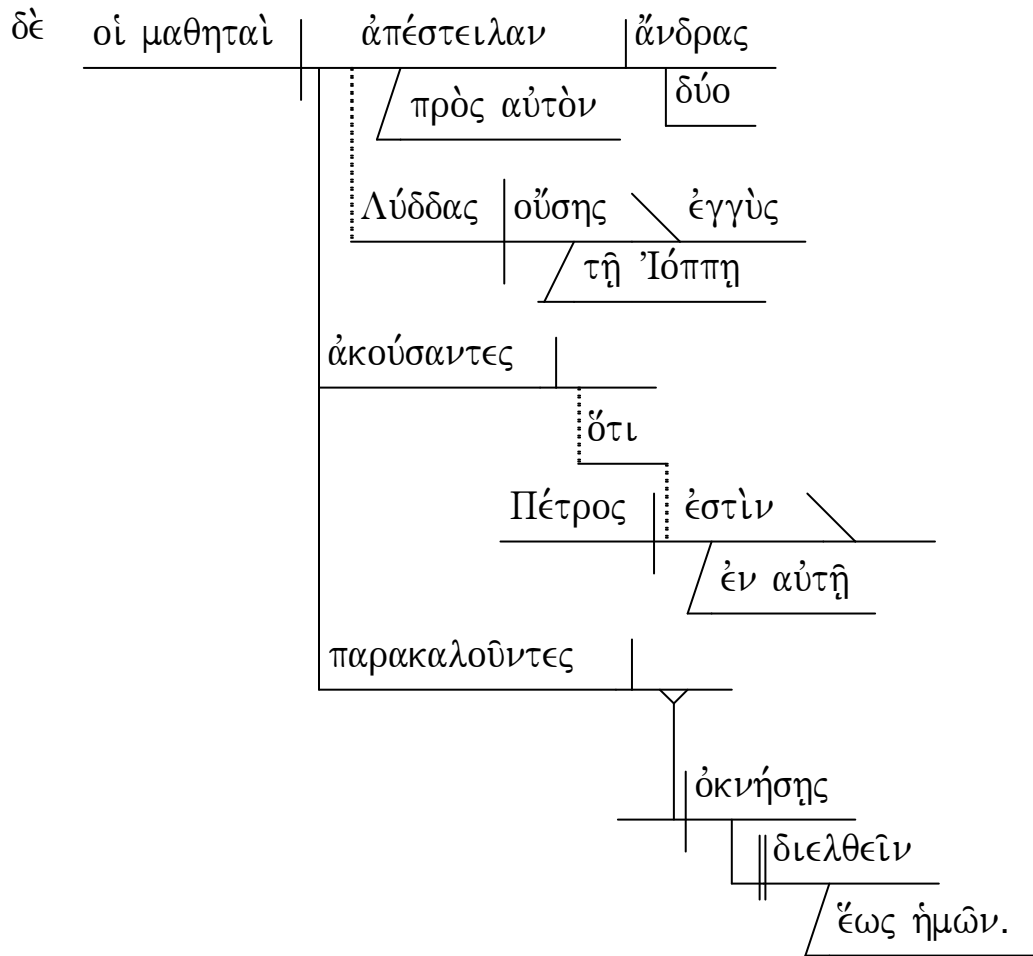 δὲ οἱ μαθηταὶ ἀπέστειλαν ἄνδρας
πρὸς αὐτὸν δύο
Λύδδας οὔσης ἐγγὺς
τῇ Ἰόππῃ
ἀκούσαντες
ὅτι
Πέτρος ἐστὶν
ἐν αὐτῇ
παρακαλοῦντες
ὀκνήσῃς
διελθεῖν
ἕως ἡμῶν.